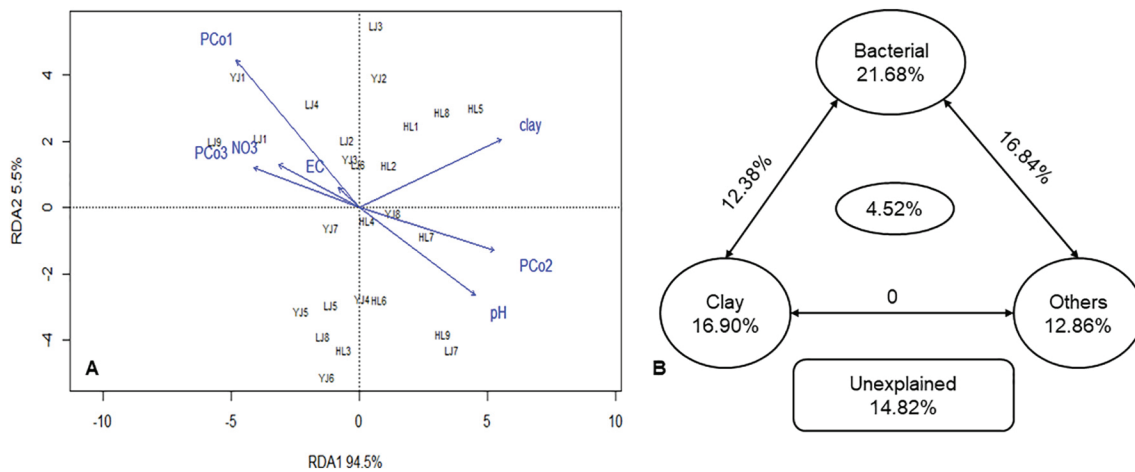 LJ3
PCo1
YJ1
YJ2
LJ4
HL8
HL5
HL1
clay
LJ9
LJ1
LJ2
PCo3
NO3
YJ3
EC
HL2
HL4
YJ8
YJ7
HL7
PCo2
pH
YJ5
LJ5
YJ4
HL6
LJ8
HL3
HL9
LJ7
YJ6
A
4
2
0
-2
-4
RDA2 5.5%
-10
-5
0
5
10
RDA1 94.5%
Bacterial
21.68%
12.38%
16.84%
4.52%
Clay
16.90%
0
Others
12.86%
B
Unexplained
14.82%